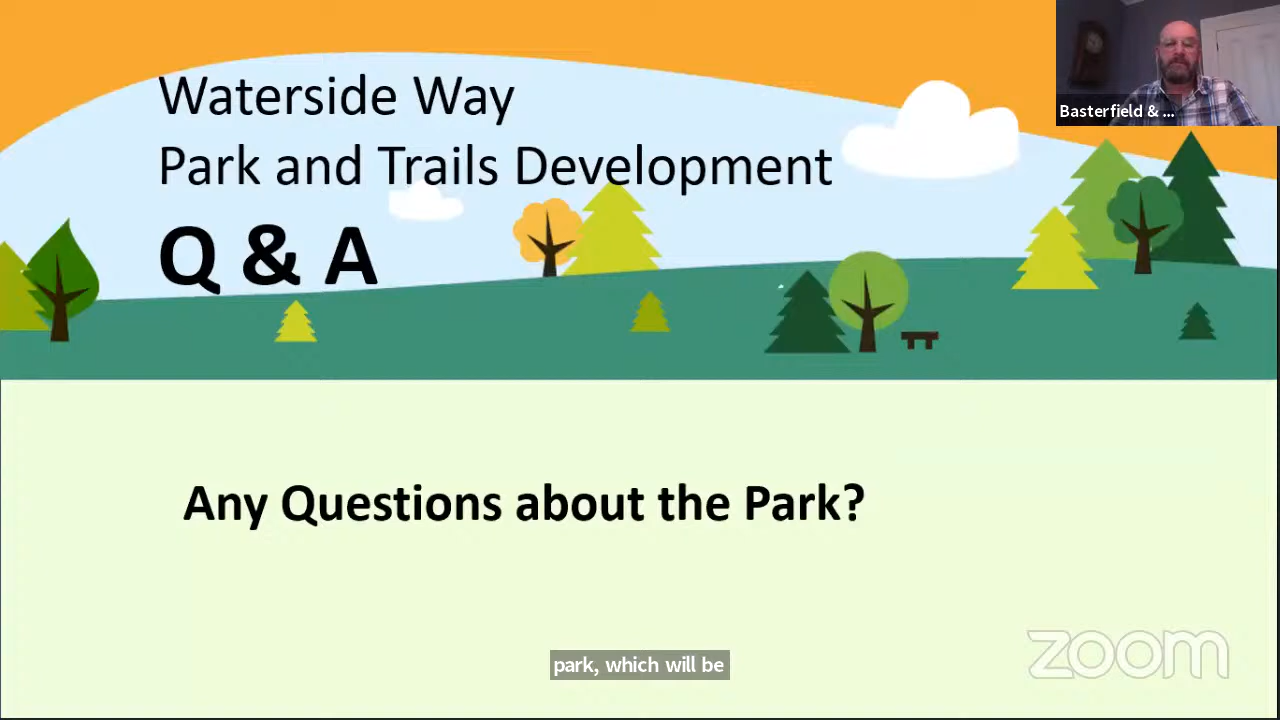 Waterside Way
Park and Trails Development
Q & A
Basterfield & ...
Any Questions about the Park?
park, which will be
zoom